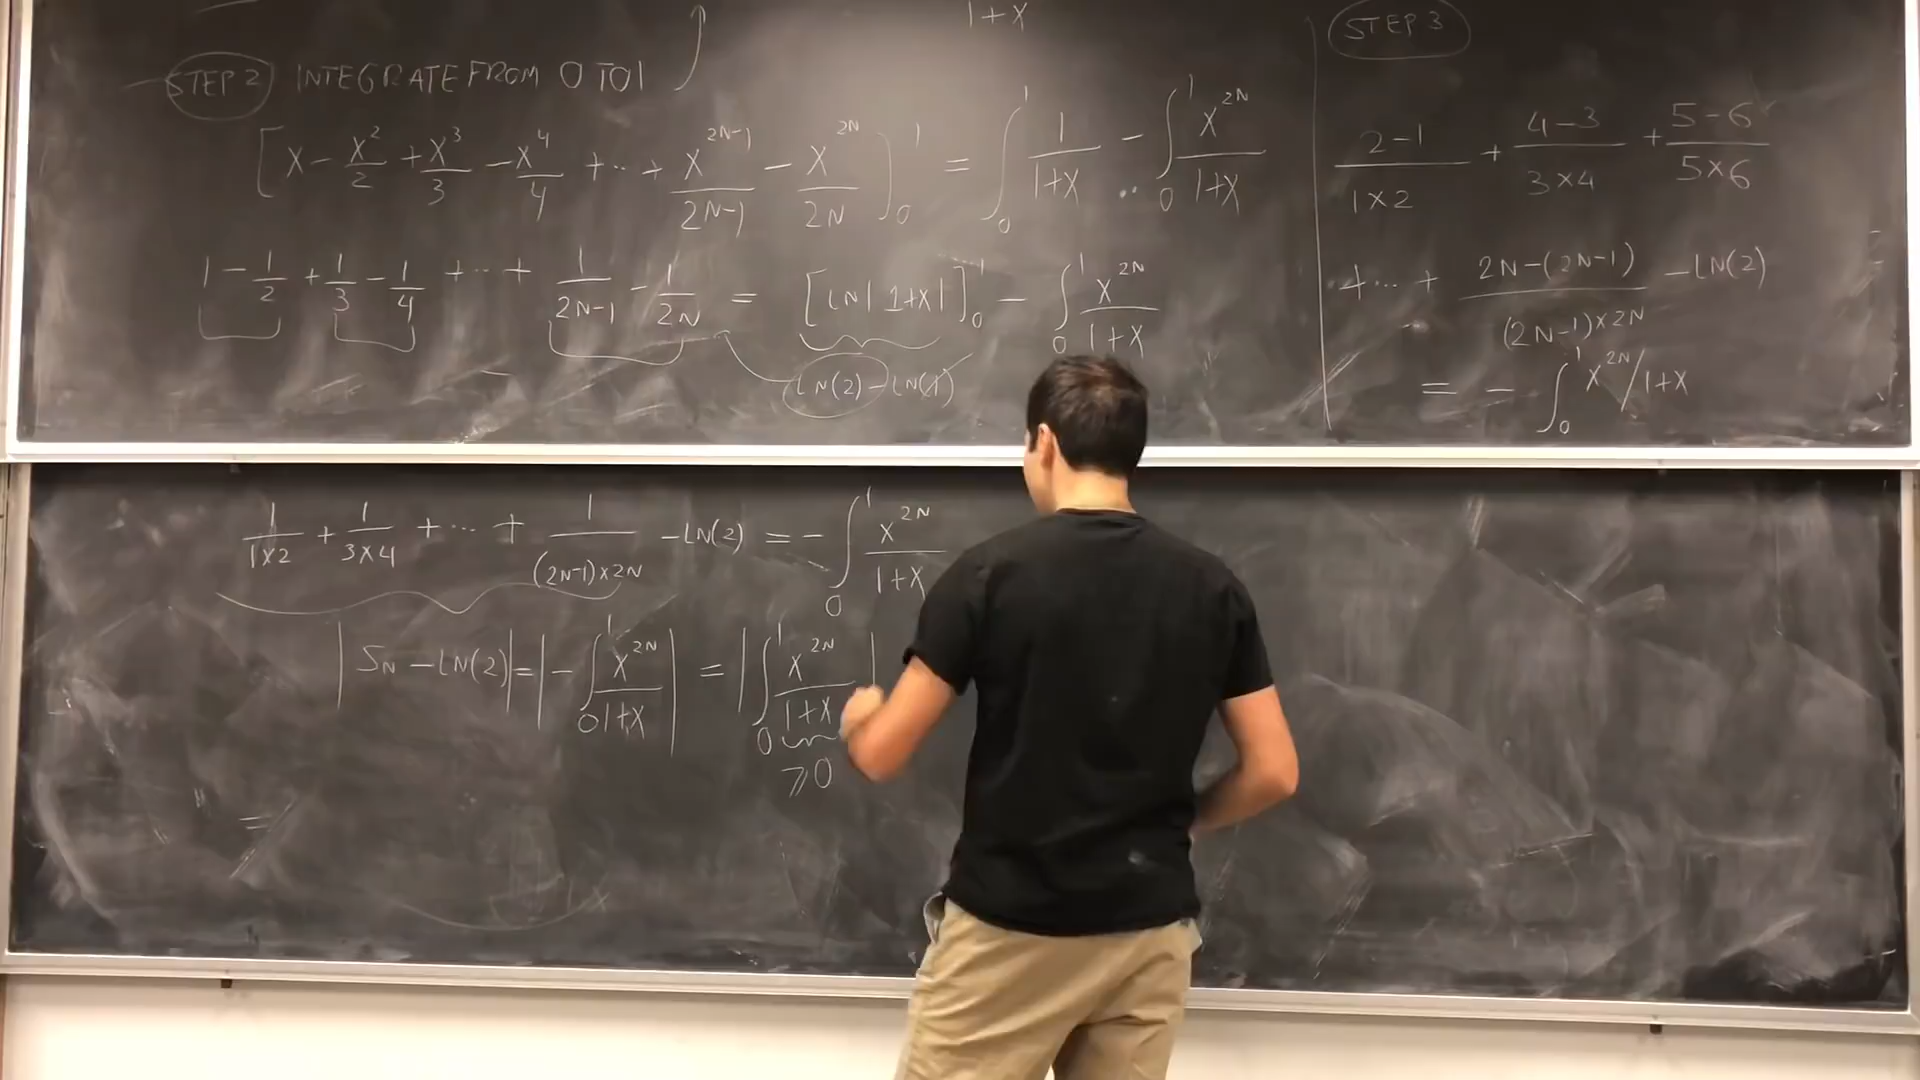 1+X
STEP 2 INTEGRATE FROM 0 TO 1
[X - X²/2 + X³/3 - X⁴/4 + ... + X^{2N-1}/2N-1 - X^{2N}/2N]₀¹ = ∫₀¹ 1/1+X - ∫₀¹ X^{2N}/1+X
1 - 1/2 + 1/3 - 1/4 + ... + 1/2N-1 - 1/2N = [LN|1+X|]₀¹ - ∫₀¹ X^{2N}/1+X
LN(2) - LN(1)
STEP 3
2-1/1×2 + 4-3/3×4 + 5-6/5×6
+ ... + 2N-(2N-1)/(2N-1)×2N - LN(2)
= - ∫₀¹ X^{2N}/1+X
1/1×2 + 1/3×4 + ... + 1/(2N-1)×2N - LN(2) = - ∫₀¹ X^{2N}/1+X
|S_N - LN(2)| = |- ∫₀¹ X^{2N}/1+X| = |∫₀¹ X^{2N}/1+X|
⩾0
=